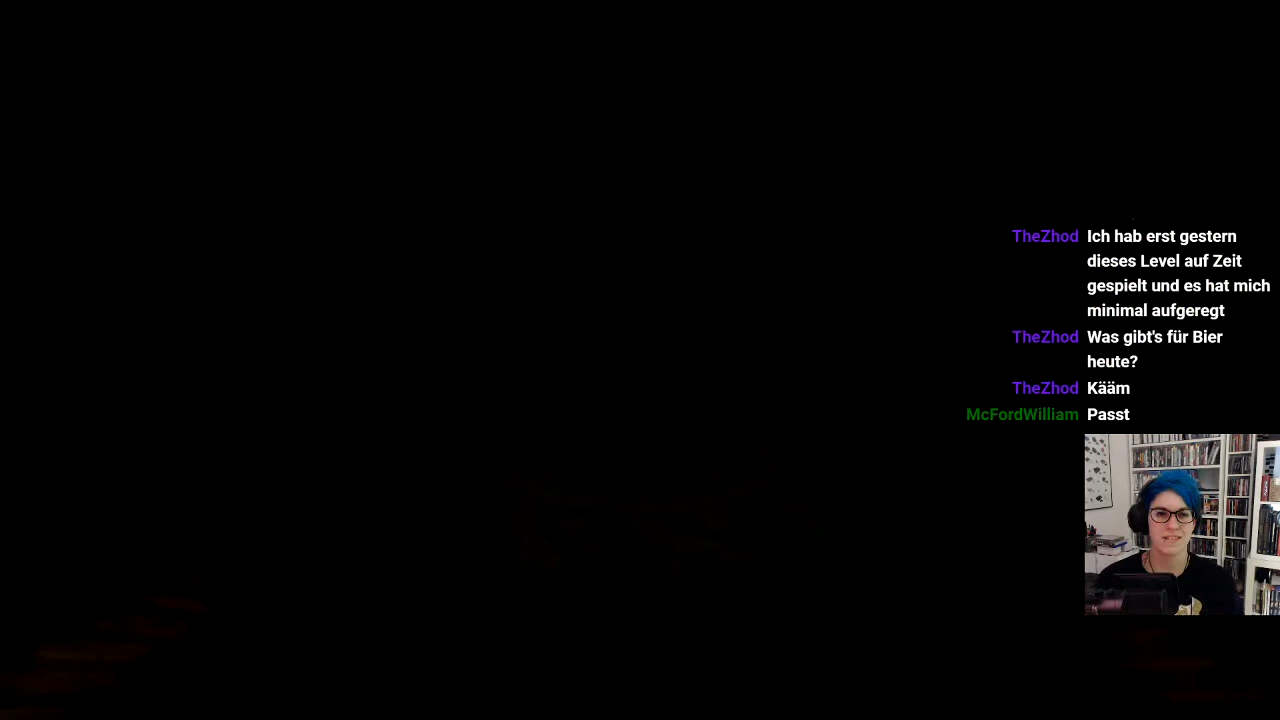 TheZhod Ich hab erst gestern
dieses Level auf Zeit
gespielt und es hat mich
minimal aufgeregt
TheZhod Was gibt's für Bier
heute?
TheZhod Kääm
McFordWilliam Passt